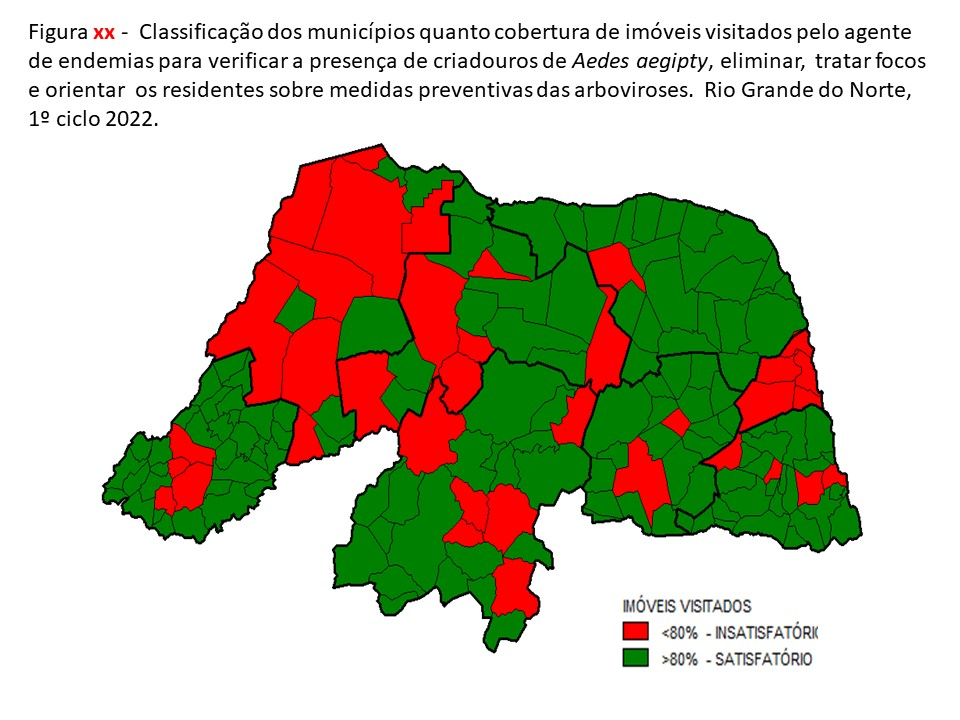 Figura xx - Classificação dos municípios quanto cobertura de imóveis visitados pelo agente
de endemias para verificar a presença de criadouros de Aedes aegipty, eliminar, tratar focos
e orientar os residentes sobre medidas preventivas das arboviroses. Rio Grande do Norte,
1º ciclo 2022.
IMÓVEIS VISITADOS
<80% - INSATISFATÓRI
>80% - SATISFATÓRIO